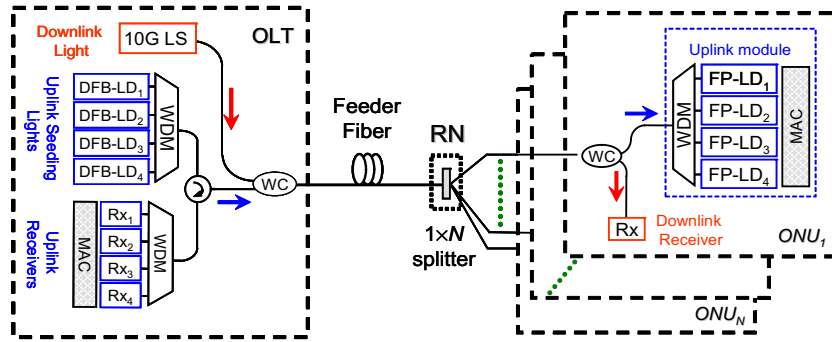 Downlink
Light
10G LS
OLT
Uplink Seeding
Lights
DFB-LD1
DFB-LD2
DFB-LD3
DFB-LD4
WDM
WC
Uplink
Receivers
MAC
Rx1
Rx2
Rx3
Rx4
WDM
Feeder
Fiber
RN
1×N
splitter
Uplink module
WDM
FP-LD1
FP-LD2
FP-LD3
FP-LD4
MAC
WC
Rx
Downlink
Receiver
ONU1
ONUN